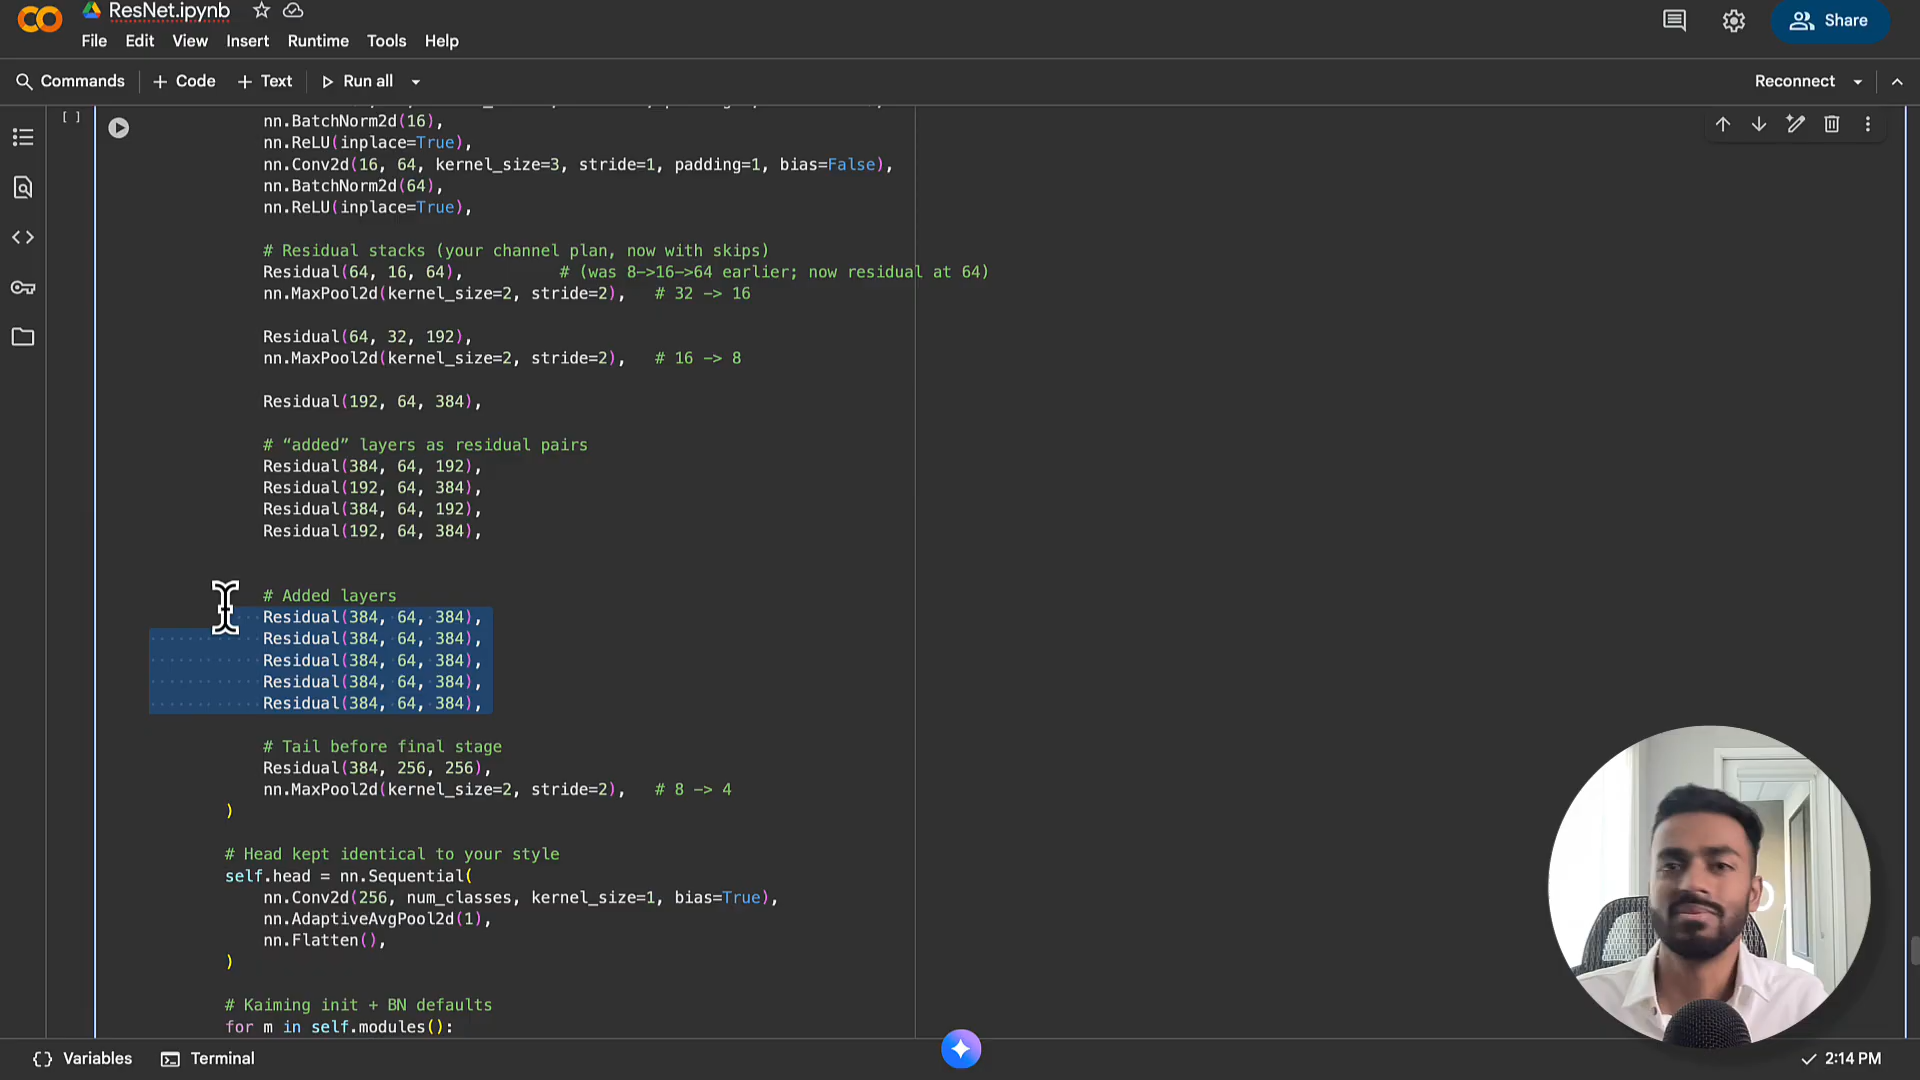 ResNet.ipynb
File Edit View Insert Runtime Tools Help
Share
Commands + Code + Text Run all
Reconnect
[ ]
nn.BatchNorm2d(16),
nn.ReLU(inplace=True),
nn.Conv2d(16, 64, kernel_size=3, stride=1, padding=1, bias=False),
nn.BatchNorm2d(64),
nn.ReLU(inplace=True),
# Residual stacks (your channel plan, now with skips)
Residual(64, 16, 64), # (was 8->16->64 earlier; now residual at 64)
nn.MaxPool2d(kernel_size=2, stride=2), # 32 -> 16
Residual(64, 32, 192),
nn.MaxPool2d(kernel_size=2, stride=2), # 16 -> 8
Residual(192, 64, 384),
# “added” layers as residual pairs
Residual(384, 64, 192),
Residual(192, 64, 384),
Residual(384, 64, 192),
Residual(192, 64, 384),
# Added layers
Residual(384, 64, 384),
Residual(384, 64, 384),
Residual(384, 64, 384),
Residual(384, 64, 384),
Residual(384, 64, 384),
# Tail before final stage
Residual(384, 256, 256),
nn.MaxPool2d(kernel_size=2, stride=2), # 8 -> 4
)
# Head kept identical to your style
self.head = nn.Sequential(
nn.Conv2d(256, num_classes, kernel_size=1, bias=True),
nn.AdaptiveAvgPool2d(1),
nn.Flatten(),
)
# Kaiming init + BN defaults
for m in self.modules():
Variables Terminal
2:14 PM